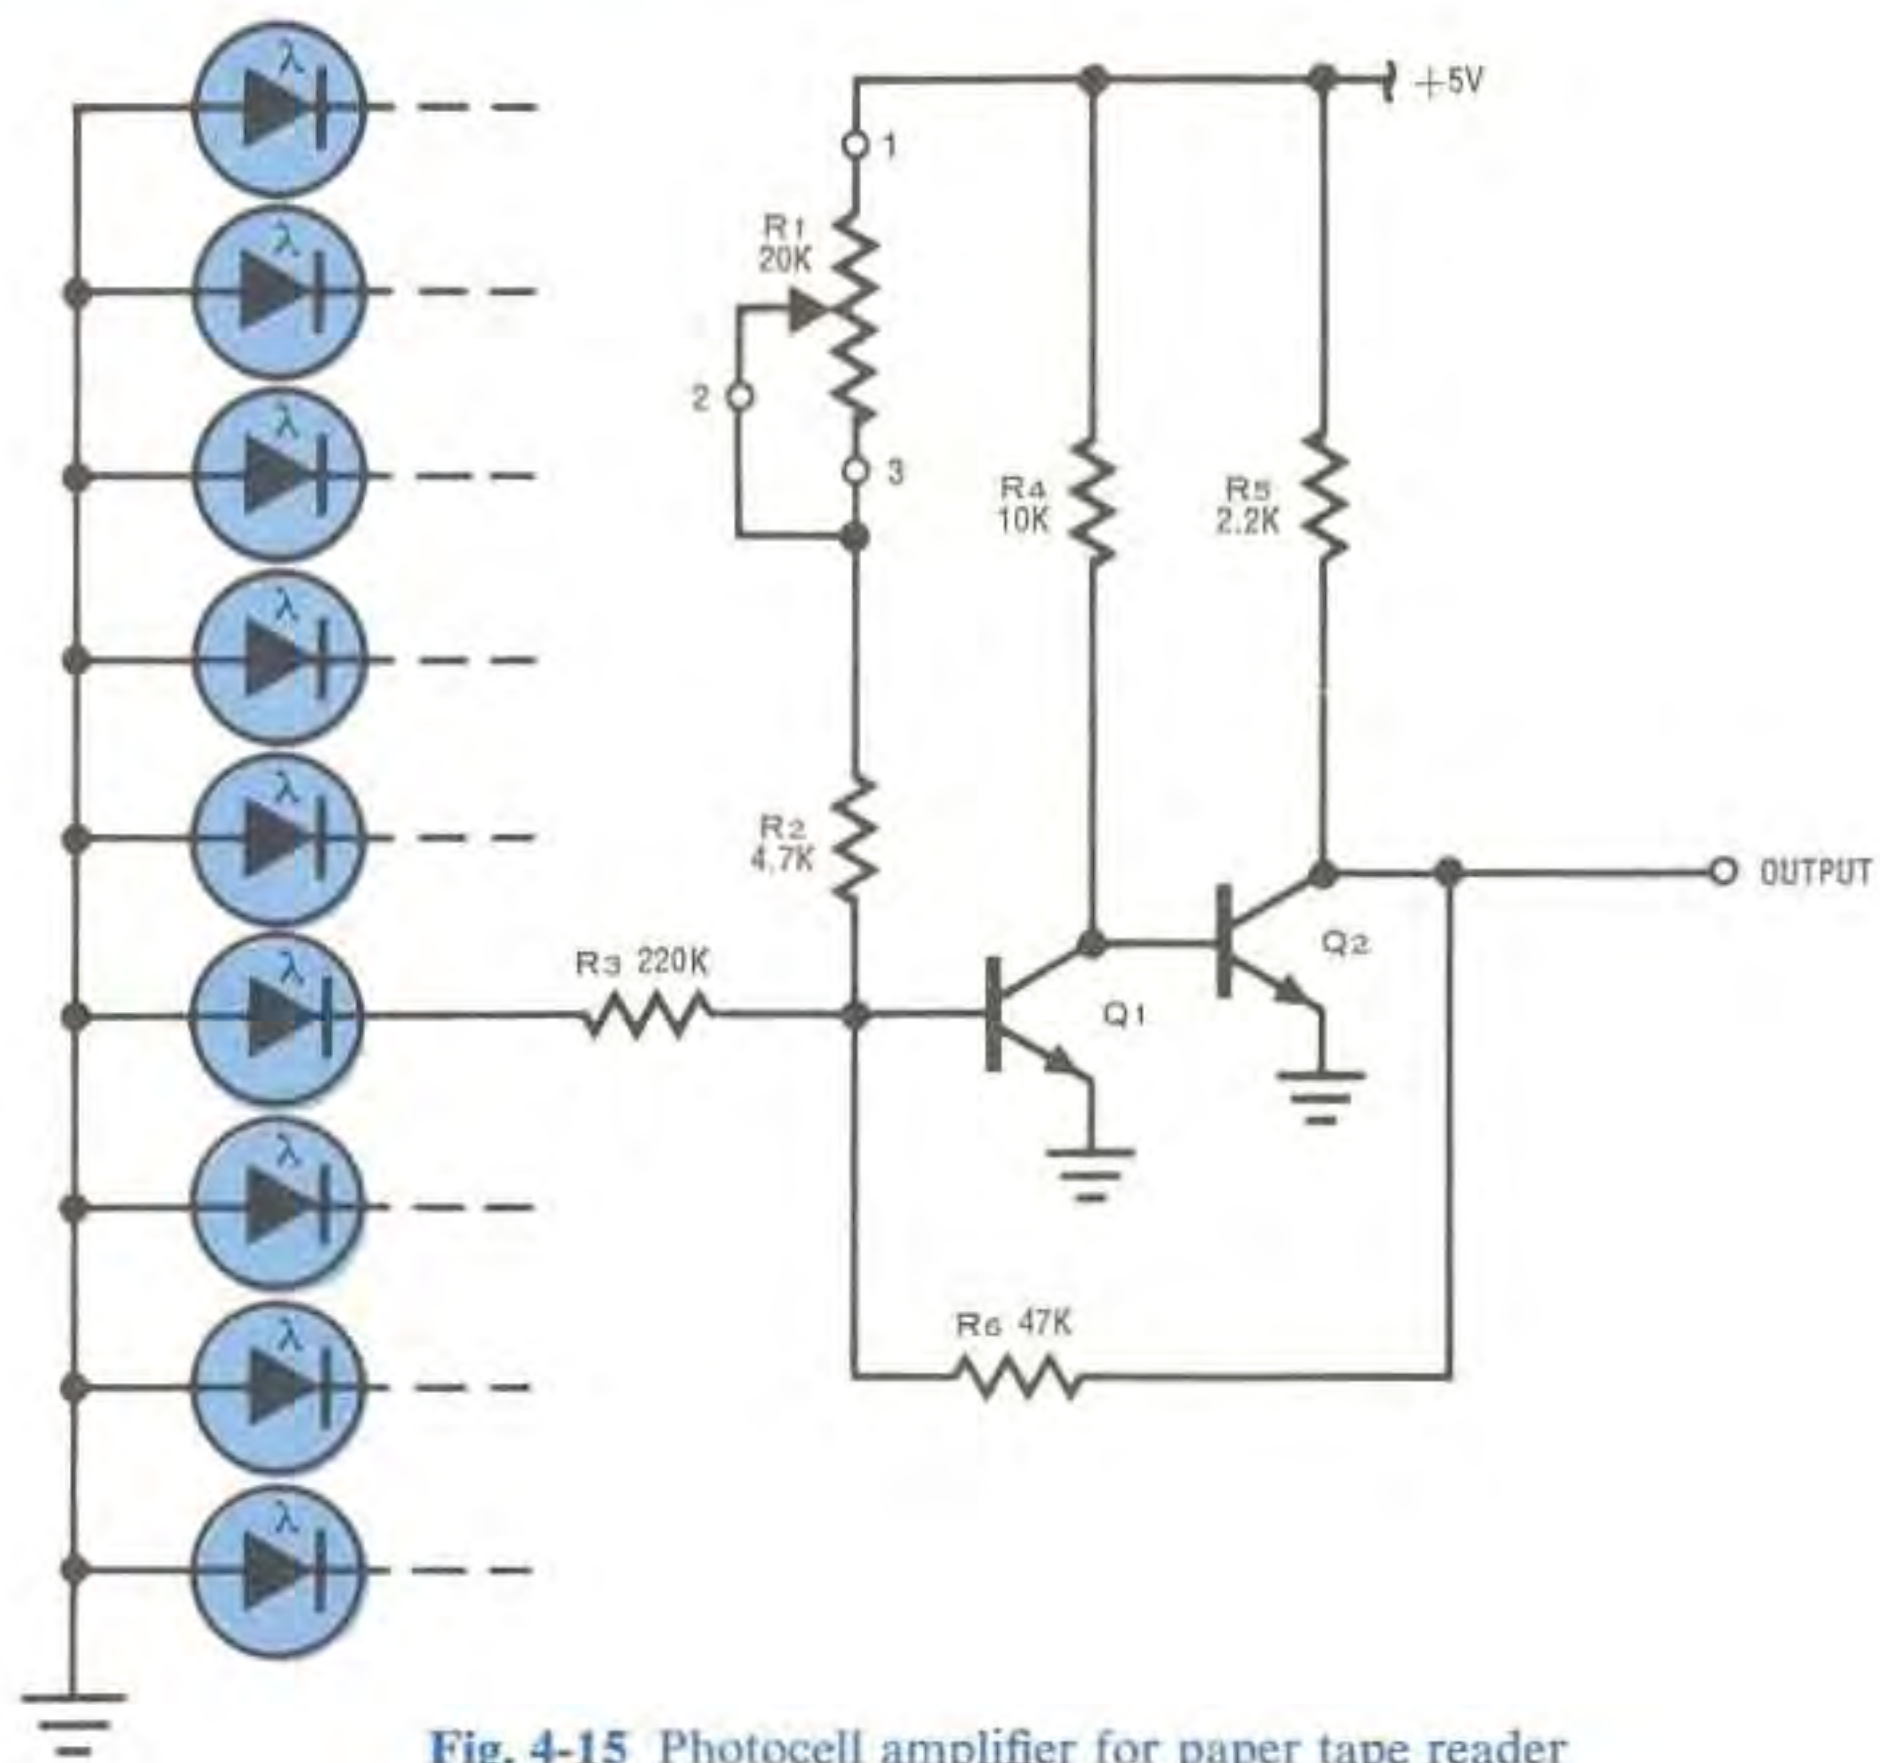 λ
λ
λ
λ
λ
λ
λ
λ
λ
+5V
1
R1
20K
2
3
R4
10K
R5
2.2K
R2
4.7K
OUTPUT
R3 220K
Q2
Q1
R6 47K
Fig. 4-15 Photocell amplifier for paper tape reader